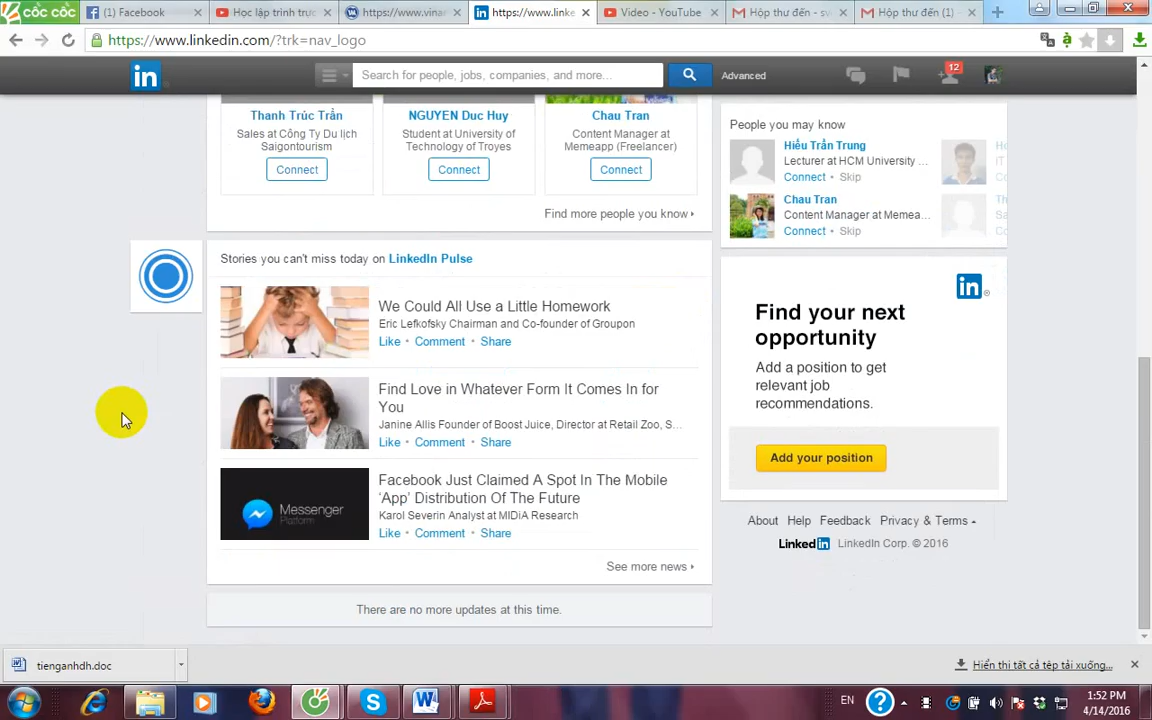 cốc cốc
(1) Facebook
Học lập trình trực
https://www.vinar
https://www.linke
Video - YouTube
Hộp thư đến - sv
Hộp thư đến (1)
https://www.linkedin.com/?trk=nav_logo
in
Search for people, jobs, companies, and more...
Advanced
12
Thanh Trúc Trần
NGUYEN Duc Huy
Chau Tran
Sales at Công Ty Du lịch Saigontourism
Student at University of Technology of Troyes
Content Manager at Memeapp (Freelancer)
Connect
Connect
Connect
Find more people you know
People you may know
Hiếu Trần Trung
Lecturer at HCM University ...
Connect • Skip
Chau Tran
Content Manager at Memea...
Connect • Skip
Stories you can't miss today on LinkedIn Pulse
We Could All Use a Little Homework
Eric Lefkofsky Chairman and Co-founder of Groupon
Like • Comment • Share
Find Love in Whatever Form It Comes In for
You
Janine Allis Founder of Boost Juice, Director at Retail Zoo, S...
Like • Comment • Share
Messenger
Platform
Facebook Just Claimed A Spot In The Mobile
‘App’ Distribution Of The Future
Karol Severin Analyst at MIDiA Research
Like • Comment • Share
See more news
There are no more updates at this time.
in
Find your next
opportunity
Add a position to get
relevant job
recommendations.
Add your position
About Help Feedback Privacy & Terms
Linked in LinkedIn Corp. © 2016
tienganhdh.doc
Hiển thị tất cả tệp tải xuống...
EN
1:52 PM
4/14/2016